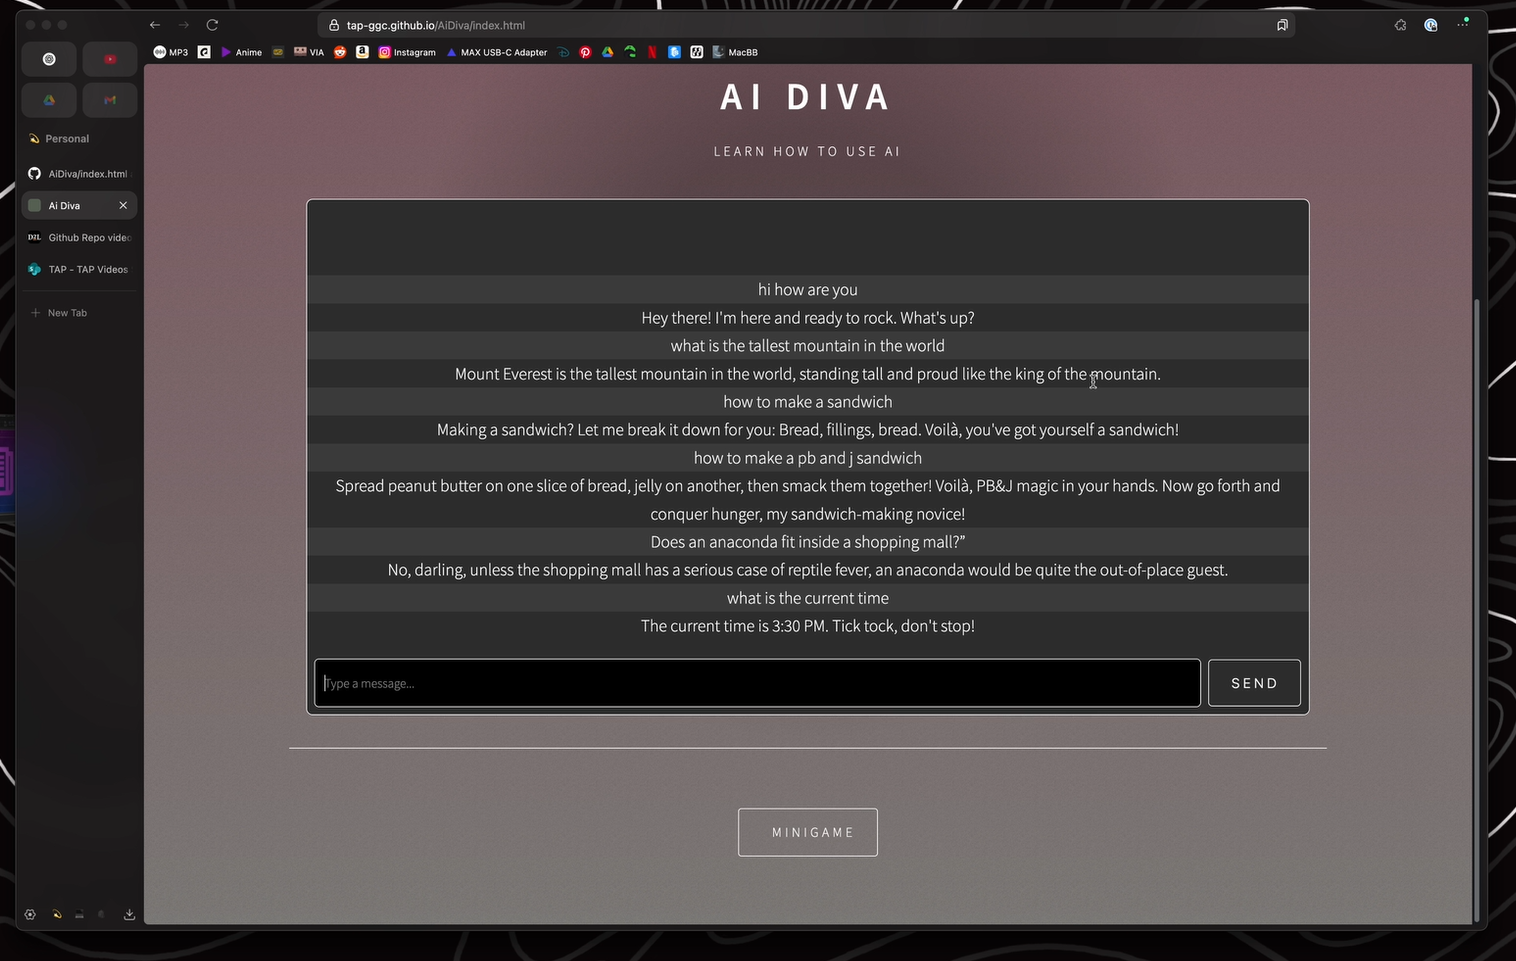 tap-ggc.github.io/AiDiva/index.html
MP3
Anime
VIA
Instagram
MAX USB-C Adapter
MacBB
Personal
AiDiva/index.html
Ai Diva
D2L
Github Repo video
TAP - TAP Videos
New Tab
AI DIVA
LEARN HOW TO USE AI
hi how are you
Hey there! I'm here and ready to rock. What's up?
what is the tallest mountain in the world
Mount Everest is the tallest mountain in the world, standing tall and proud like the king of the mountain.
how to make a sandwich
Making a sandwich? Let me break it down for you: Bread, fillings, bread. Voilà, you've got yourself a sandwich!
how to make a pb and j sandwich
Spread peanut butter on one slice of bread, jelly on another, then smack them together! Voilà, PB&J magic in your hands. Now go forth and
conquer hunger, my sandwich-making novice!
Does an anaconda fit inside a shopping mall?”
No, darling, unless the shopping mall has a serious case of reptile fever, an anaconda would be quite the out-of-place guest.
what is the current time
The current time is 3:30 PM. Tick tock, don't stop!
Type a message...
SEND
MINIGAME